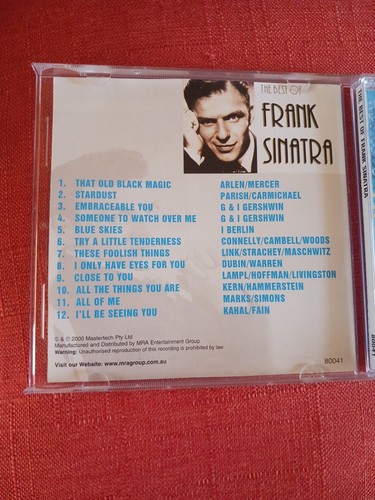 THE BEST OF
FRANK
SINATRA
1. THAT OLD BLACK MAGIC ARLEN/MERCER
2. STARDUST PARISH/CARMICHAEL
3. EMBRACEABLE YOU G & I GERSHWIN
4. SOMEONE TO WATCH OVER ME G & I GERSHWIN
5. BLUE SKIES I BERLIN
6. TRY A LITTLE TENDERNESS CONNELLY/CAMBELL/WOODS
7. THESE FOOLISH THINGS LINK/STRACHEY/MASCHWITZ
8. I ONLY HAVE EYES FOR YOU DUBIN/WARREN
9. CLOSE TO YOU LAMPL/HOFFMAN/LIVINGSTON
10. ALL THE THINGS YOU ARE KERN/HAMMERSTEIN
11. ALL OF ME MARKS/SIMONS
12. I'LL BE SEEING YOU KAHAL/FAIN
℗ & © 2000 Mastertech Pty Ltd
Manufactured and Distributed by MRA Entertainment Group
Warning: Unauthorised reproduction of this recording is prohibited by law
Visit our Website: www.mragroup.com.au 80041
THE BEST OF FRANK SINATRA
80041